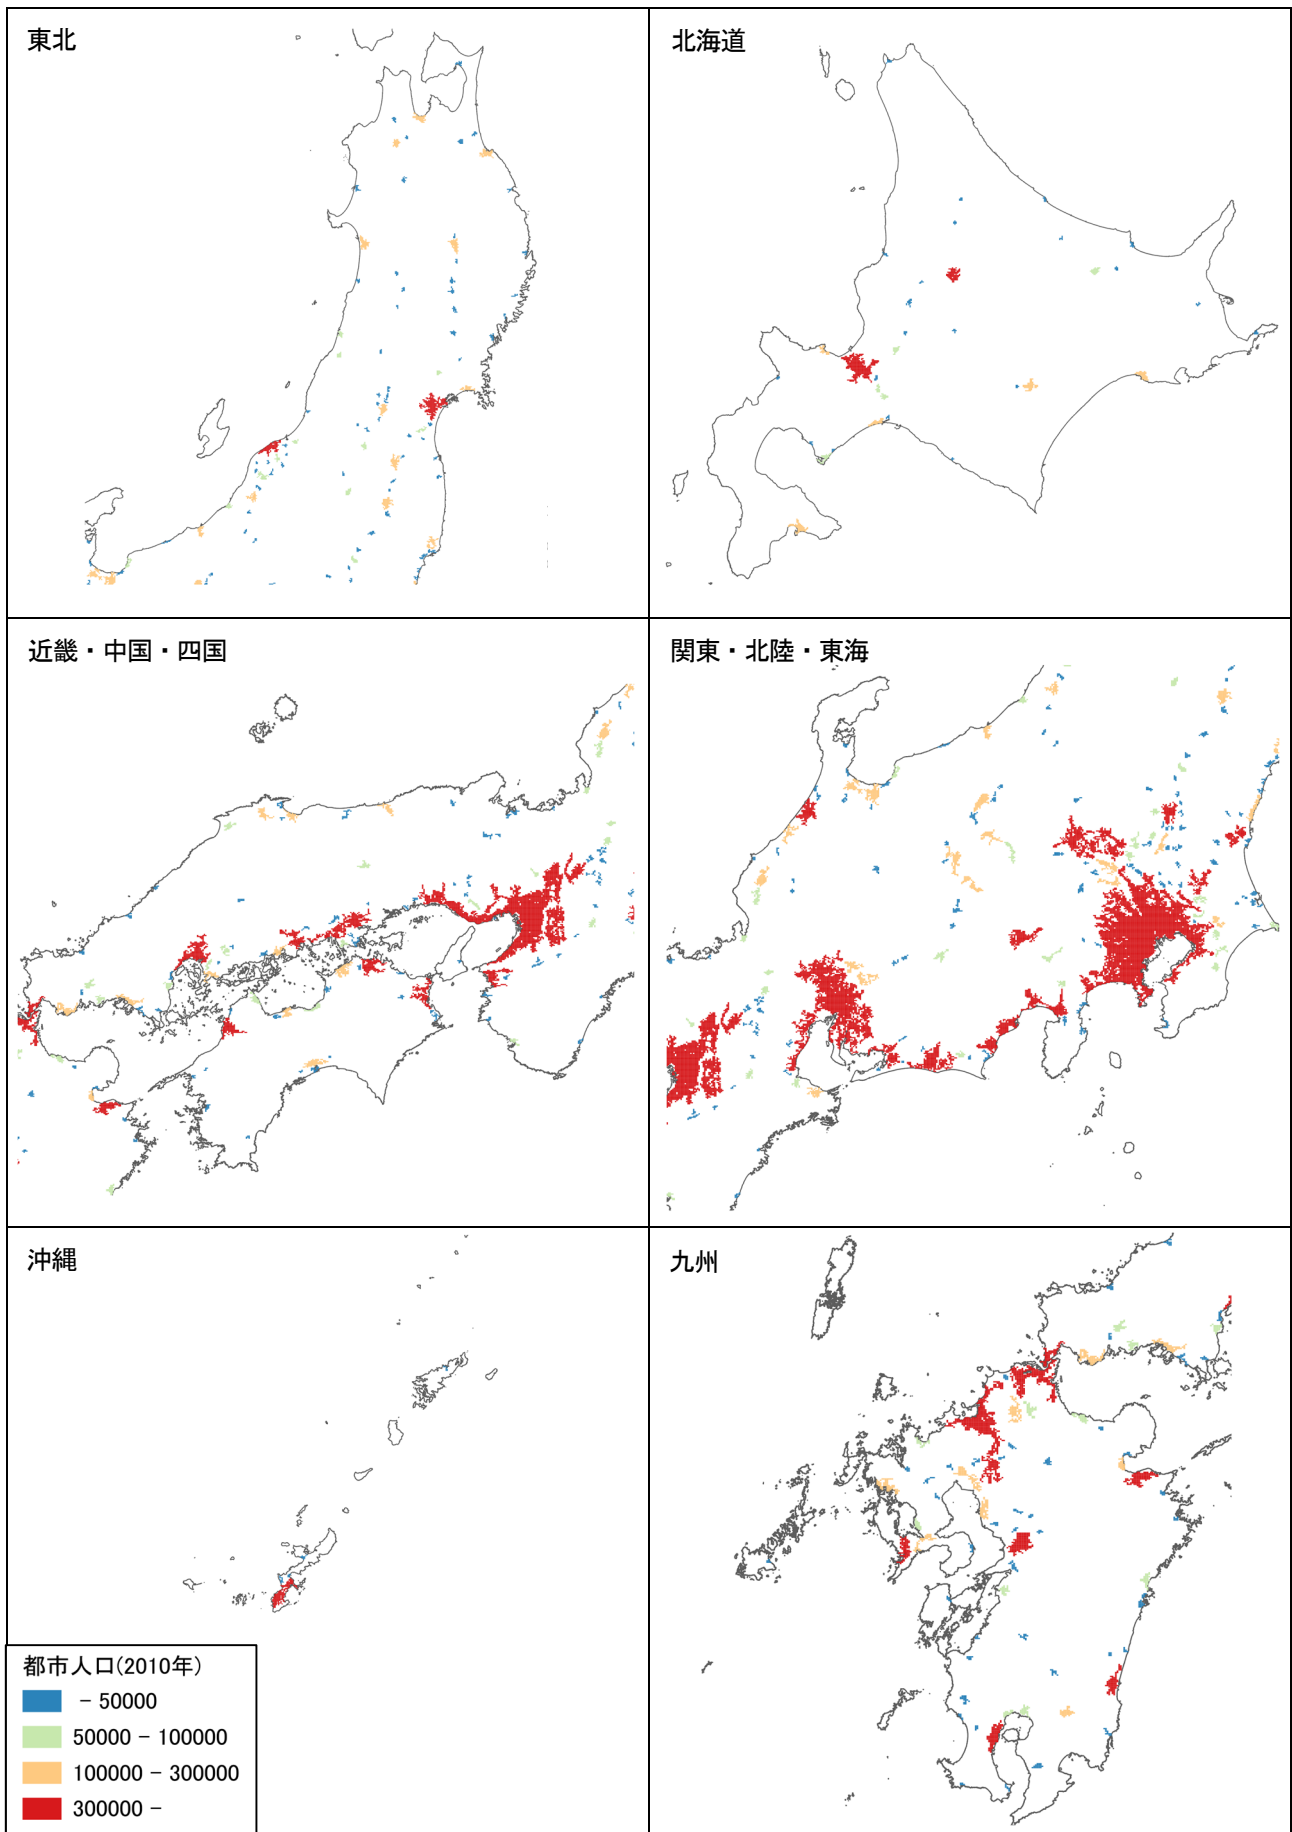 東北
北海道
近畿・中国・四国
関東・北陸・東海
沖縄
九州
都市人口(2010年)
- 50000
50000 - 100000
100000 - 300000
300000 -